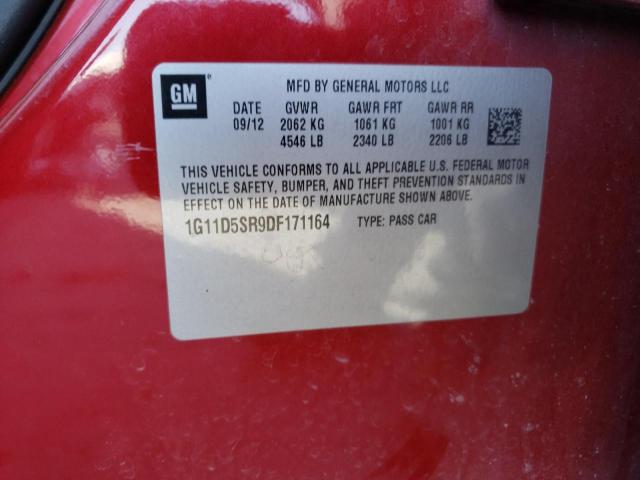 GM
MFD BY GENERAL MOTORS LLC
DATE GVWR GAWR FRT GAWR RR
09/12 2062 KG 1061 KG 1001 KG
4546 LB 2340 LB 2206 LB
THIS VEHICLE CONFORMS TO ALL APPLICABLE U.S. FEDERAL MOTOR
VEHICLE SAFETY, BUMPER, AND THEFT PREVENTION STANDARDS IN
EFFECT ON THE DATE OF MANUFACTURE SHOWN ABOVE.
1G11D5SR9DF171164 TYPE: PASS CAR